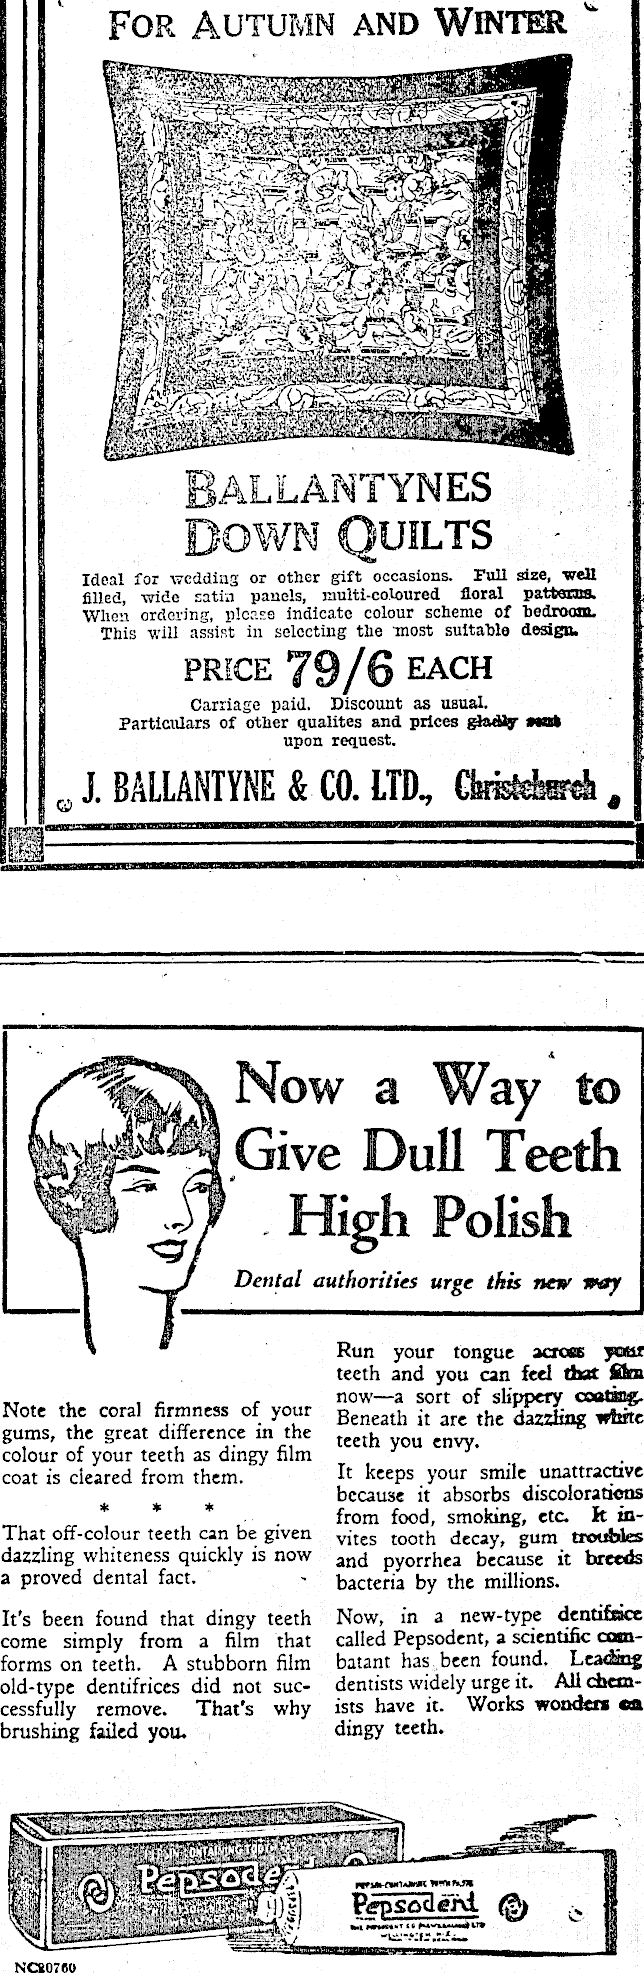 FOR AUTUMN AND WINTER
BALLANTYNES
DOWN QUILTS
Ideal for wedding or other gift occasions. Full size, well
filled, wide satin panels, multi-coloured floral patterns.
When ordering, please indicate colour scheme of bedroom.
This will assist in selecting the most suitable design.
PRICE 79/6 EACH
Carriage paid. Discount as usual.
Particulars of other qualites and prices gladly sent
upon request.
J. BALLANTYNE & CO. LTD., Christchurch
Now a Way to
Give Dull Teeth
High Polish
Dental authorities urge this new way
Note the coral firmness of your
gums, the great difference in the
colour of your teeth as dingy film
coat is cleared from them.
* * *
That off-colour teeth can be given
dazzling whiteness quickly is now
a proved dental fact.
It's been found that dingy teeth
come simply from a film that
forms on teeth. A stubborn film
old-type dentifrices did not suc-
cessfully remove. That's why
brushing failed you.
Run your tongue across your
teeth and you can feel that film
now—a sort of slippery coating.
Beneath it are the dazzling white
teeth you envy.
It keeps your smile unattractive
because it absorbs discolorations
from food, smoking, etc. It in-
vites tooth decay, gum troubles
and pyorrhea because it breeds
bacteria by the millions.
Now, in a new-type dentifrice
called Pepsodent, a scientific com-
batant has been found. Leading
dentists widely urge it. All chem-
ists have it. Works wonders on
dingy teeth.
Pepsodent
PEPSIN-CONTAINING TOOTH PASTE
Pepsodent
NC20760